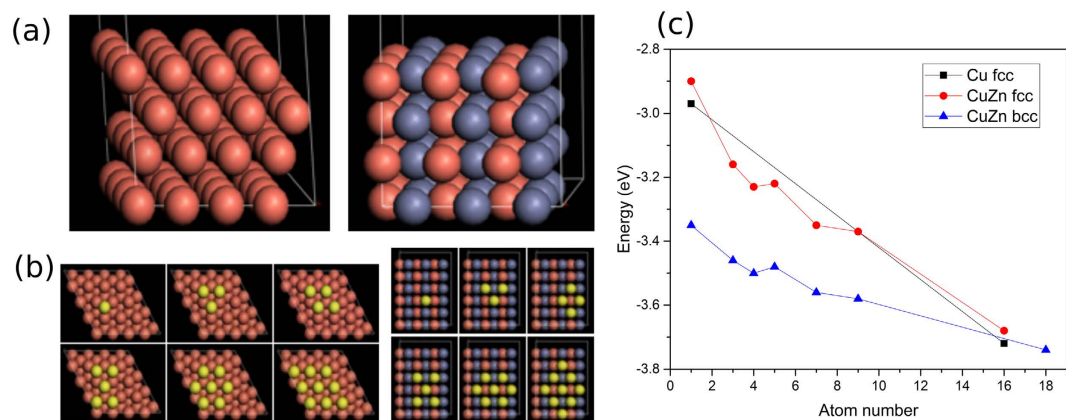 (a)
(b)
(c)
-2.8
-3.0
-3.2
-3.4
-3.6
-3.8
Energy (eV)
Cu fcc
CuZn fcc
CuZn bcc
0 2 4 6 8 10 12 14 16 18
Atom number